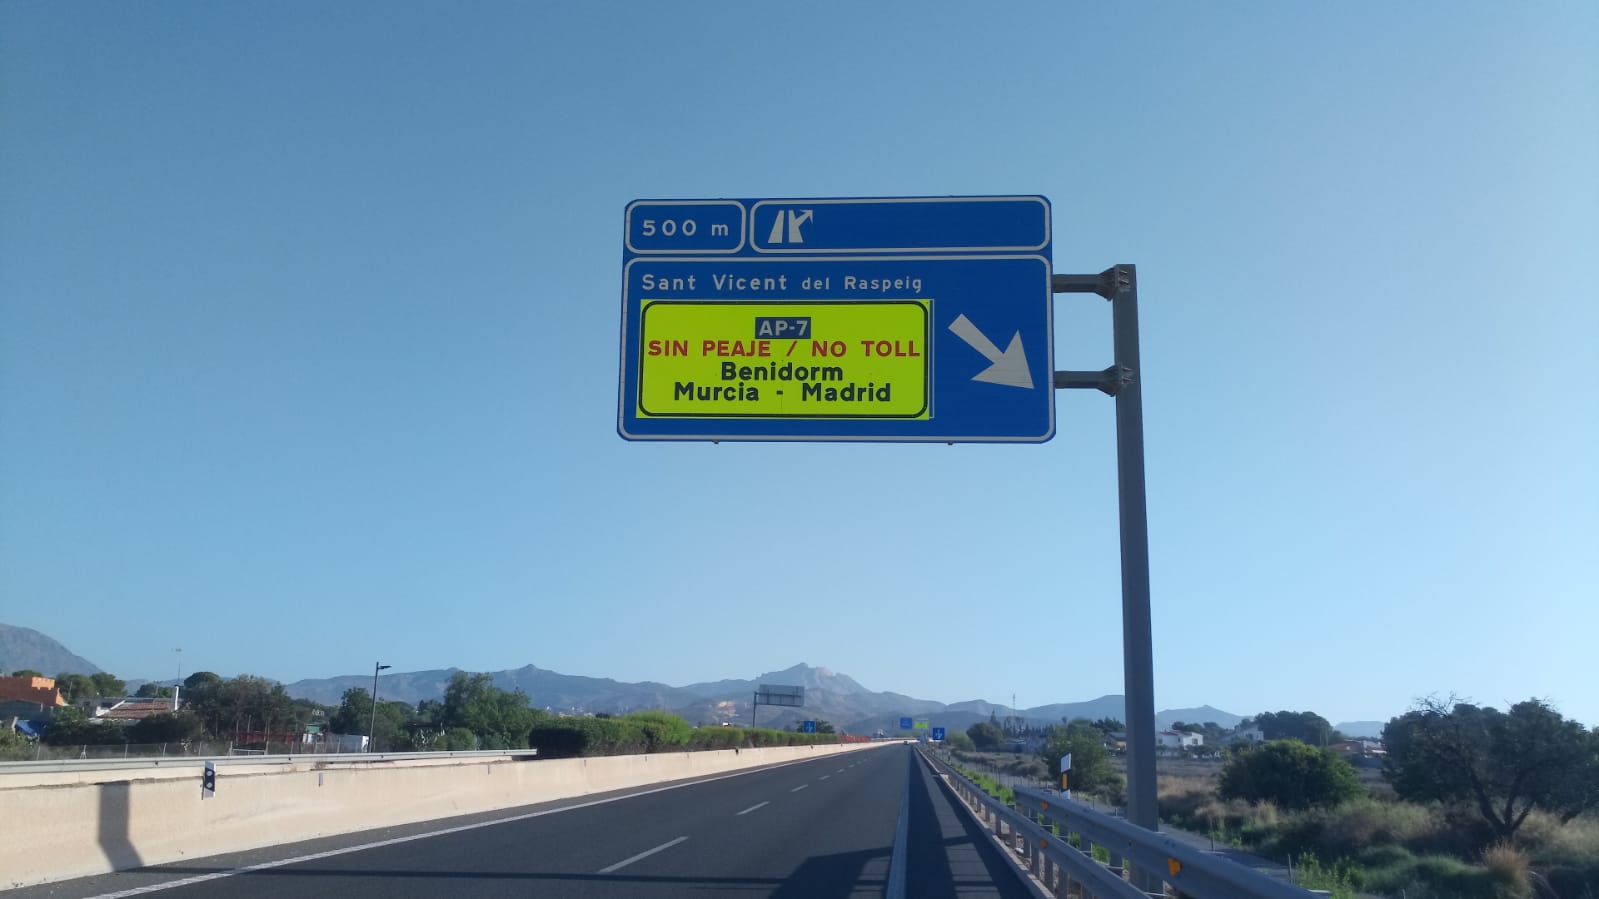 500 m
Sant Vicent del Raspeig
AP-7
SIN PEAJE / NO TOLL
Benidorm
Murcia - Madrid